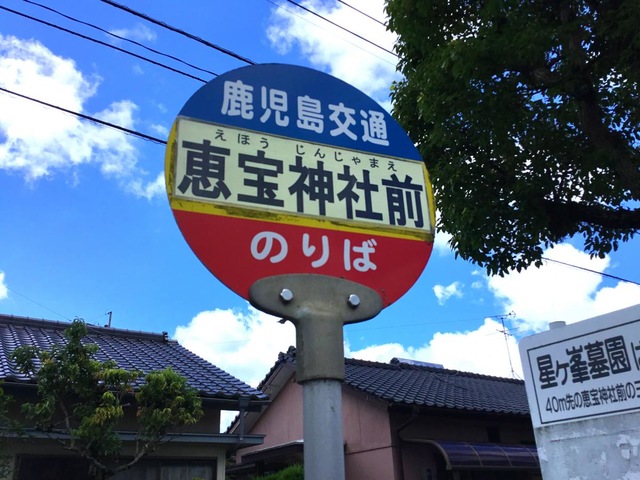 鹿児島交通
えほう じんじゃまえ
恵宝神社前
のりば
星ヶ峯墓園は
40m先の恵宝神社前の三